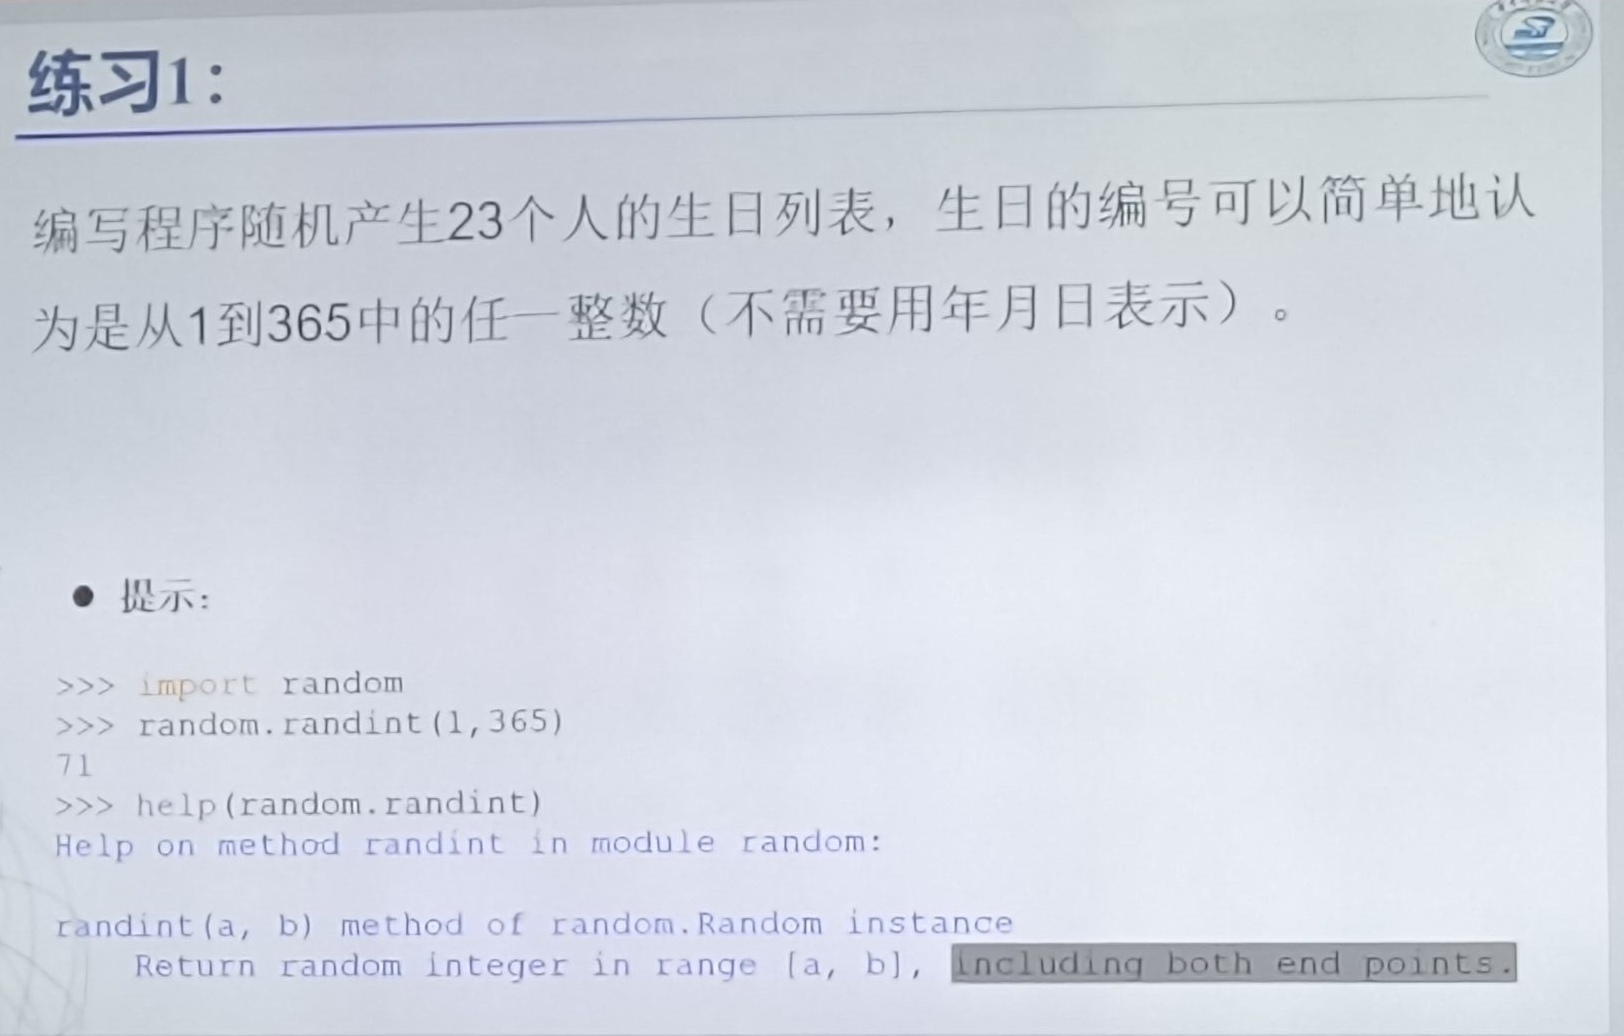 练习1：
编写程序随机产生23个人的生日列表，生日的编号可以简单地认
为是从1到365中的任一整数（不需要用年月日表示）。
● 提示：
>>> import random
>>> random.randint(1,365)
71
>>> help(random.randint)
Help on method randint in module random:
randint(a, b) method of random.Random instance
Return random integer in range [a, b], including both end points.